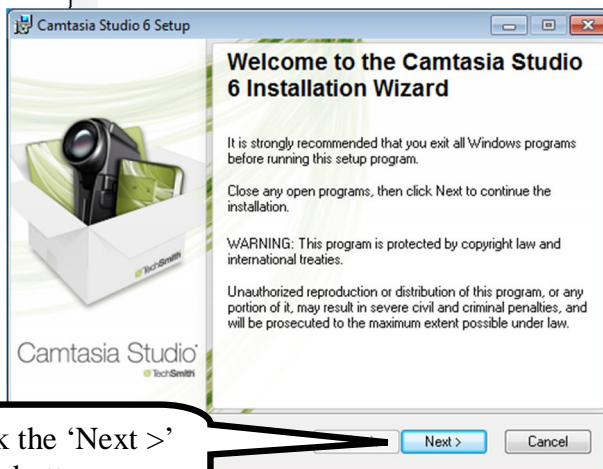 Camtasia Studio 6 Setup
Welcome to the Camtasia Studio
6 Installation Wizard
It is strongly recommended that you exit all Windows programs
before running this setup program.
Close any open programs, then click Next to continue the
installation.
WARNING: This program is protected by copyright law and
international treaties.
Unauthorized reproduction or distribution of this program, or any
portion of it, may result in severe civil and criminal penalties, and
will be prosecuted to the maximum extent possible under law.
TechSmith
Camtasia Studio
TechSmith
the ‘Next >’
Next >
Cancel